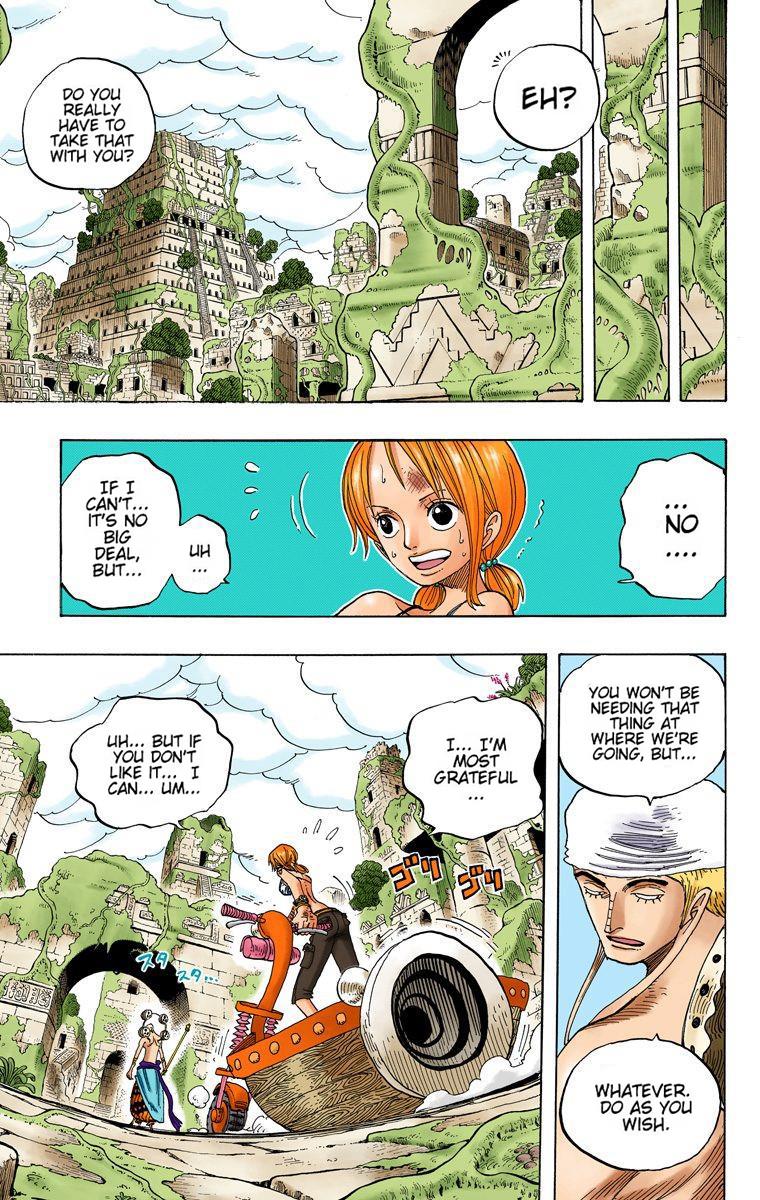 EH?
DO YOU
REALLY
HAVE TO
TAKE THAT
WITH YOU?
...
NO
....
UH
...
IF I
CAN'T...
IT'S NO
BIG
DEAL,
BUT...
YOU WON'T BE
NEEDING THAT
THING AT
WHERE WE'RE
GOING, BUT...
WHATEVER.
DO AS YOU
WISH.
I... I'M
MOST
GRATEFUL
...
UH... BUT IF
YOU DON'T
LIKE IT... I
CAN... UM...
ゴリ
ゴリ
スタ
スタ...